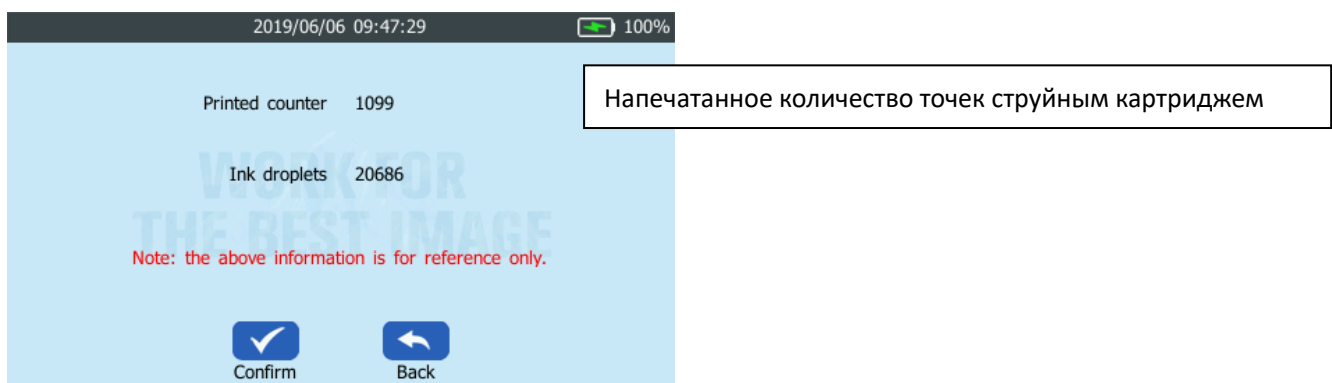 2019/06/06 09:47:29 100%
Printed counter 1099
Напечатанное количество точек струйным картриджем
Ink droplets 20686
WORK FOR
THE BEST IMAGE
Note: the above information is for reference only.
Confirm Back